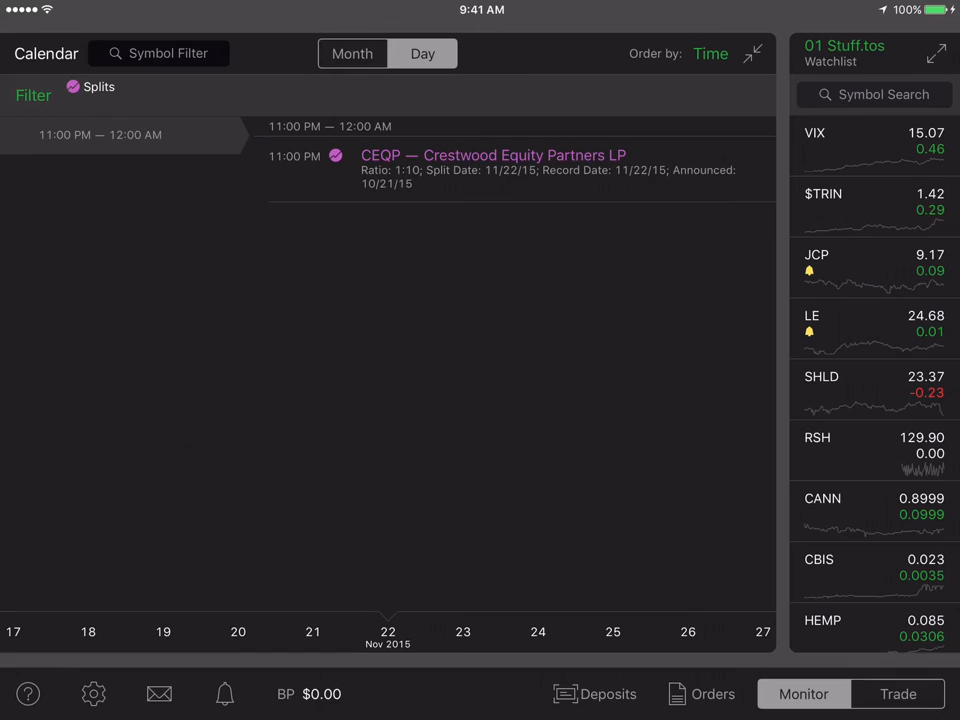 9:41 AM
100%
Calendar
Symbol Filter
Month
Day
Order by: Time
Filter
Splits
11:00 PM — 12:00 AM
11:00 PM — 12:00 AM
11:00 PM
CEQP — Crestwood Equity Partners LP
Ratio: 1:10; Split Date: 11/22/15; Record Date: 11/22/15; Announced:
10/21/15
17 18 19 20 21 22 23 24 25 26 27
Nov 2015
01 Stuff.tos
Watchlist
Symbol Search
VIX 15.07
0.46
$TRIN 1.42
0.29
JCP 9.17
0.09
LE 24.68
0.01
SHLD 23.37
-0.23
RSH 129.90
0.00
CANN 0.8999
0.0999
CBIS 0.023
0.0035
HEMP 0.085
0.0306
? BP $0.00 Deposits Orders Monitor Trade